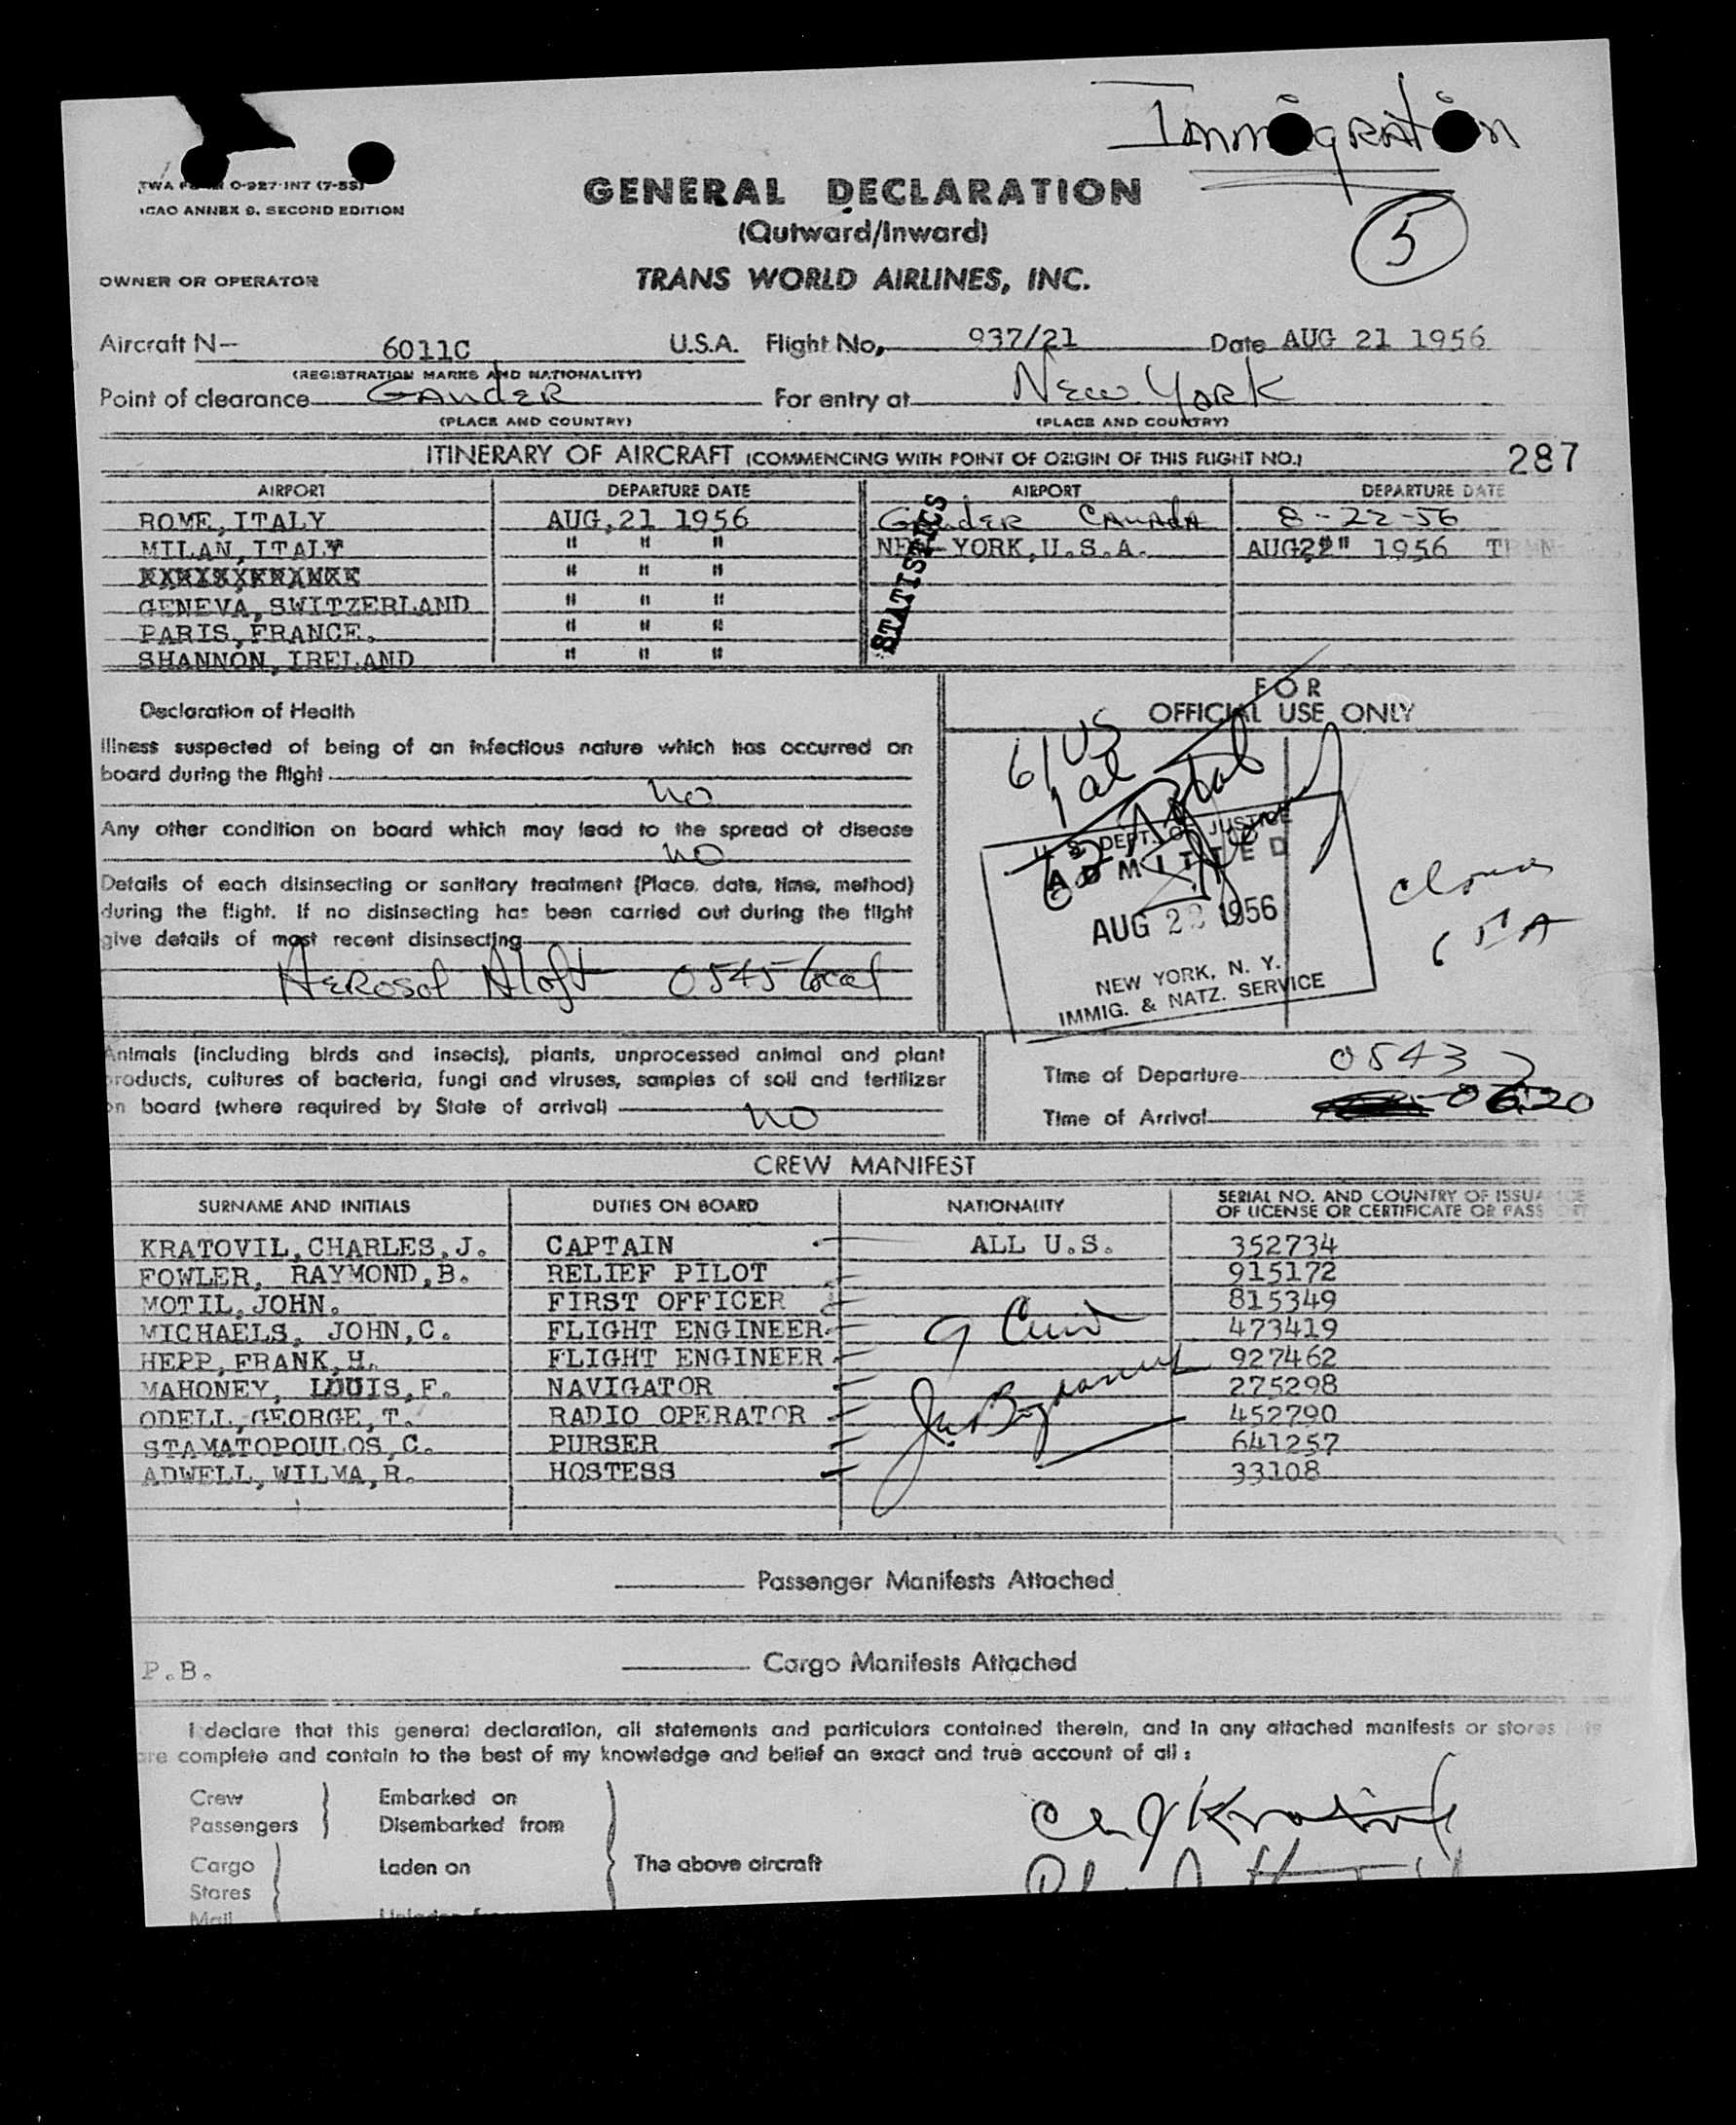 Immigration
5
TWA FORM O-927-INT (7-55)
ICAO ANNEX 9, SECOND EDITION
GENERAL DECLARATION
(Outward/Inward)
OWNER OR OPERATOR TRANS WORLD AIRLINES, INC.
Aircraft N- 6011C U.S.A. Flight No, 937/21 Date AUG 21 1956
(REGISTRATION MARKS AND NATIONALITY)
Point of clearance Gander For entry at New York
(PLACE AND COUNTRY) (PLACE AND COUNTRY)
ITINERARY OF AIRCRAFT (COMMENCING WITH POINT OF ORIGIN OF THIS FLIGHT NO.) 287
AIRPORT DEPARTURE DATE AIRPORT DEPARTURE DATE
ROME, ITALY AUG, 21 1956 Gander CANADA 8-22-56
MILAN, ITALY " " " NEW YORK, U.S.A. AUG 22" 1956
" " "
GENEVA, SWITZERLAND " " "
PARIS, FRANCE. " " "
SHANNON, IRELAND " " "
STATISTICS
Declaration of Health
FOR
OFFICIAL USE ONLY
Illness suspected of being of an infectious nature which has occurred on
board during the flight
no
Any other condition on board which may lead to the spread of disease
no
Details of each disinsecting or sanitary treatment (Place, date, time, method)
during the flight. If no disinsecting has been carried out during the flight
give details of most recent disinsecting
Aerosol Aloft 0545 local
61 US
1 al
U. S. DEPT. OF JUSTICE
ADMITTED
AUG 22 1956
NEW YORK, N. Y.
IMMIG. & NATZ. SERVICE
Animals (including birds and insects), plants, unprocessed animal and plant
products, cultures of bacteria, fungi and viruses, samples of soil and fertilizer
on board (where required by State of arrival)
no
Time of Departure 0543
Time of Arrival 0620
CREW MANIFEST
SURNAME AND INITIALS DUTIES ON BOARD NATIONALITY SERIAL NO. AND COUNTRY OF ISSUANCE
OF LICENSE OR CERTIFICATE OR PASSPORT
KRATOVIL, CHARLES, J. CAPTAIN ALL U.S. 352734
FOWLER, RAYMOND, B. RELIEF PILOT 915172
MOTIL, JOHN. FIRST OFFICER 815349
MICHAELS, JOHN, C. FLIGHT ENGINEER 473419
HEPP, FRANK, H. FLIGHT ENGINEER 927462
MAHONEY, LOUIS, F. NAVIGATOR 275298
ODELL, GEORGE, T. RADIO OPERATOR 452790
STAMATOPOULOS, C. PURSER 641257
ADWELL, WILMA, R. HOSTESS 33108
Passenger Manifests Attached
P.B. Cargo Manifests Attached
I declare that this general declaration, all statements and particulars contained therein, and in any attached manifests or stores
are complete and contain to the best of my knowledge and belief an exact and true account of all :
Crew Embarked on
Passengers Disembarked from
Cargo Laden on The above aircraft
Stores
Mail